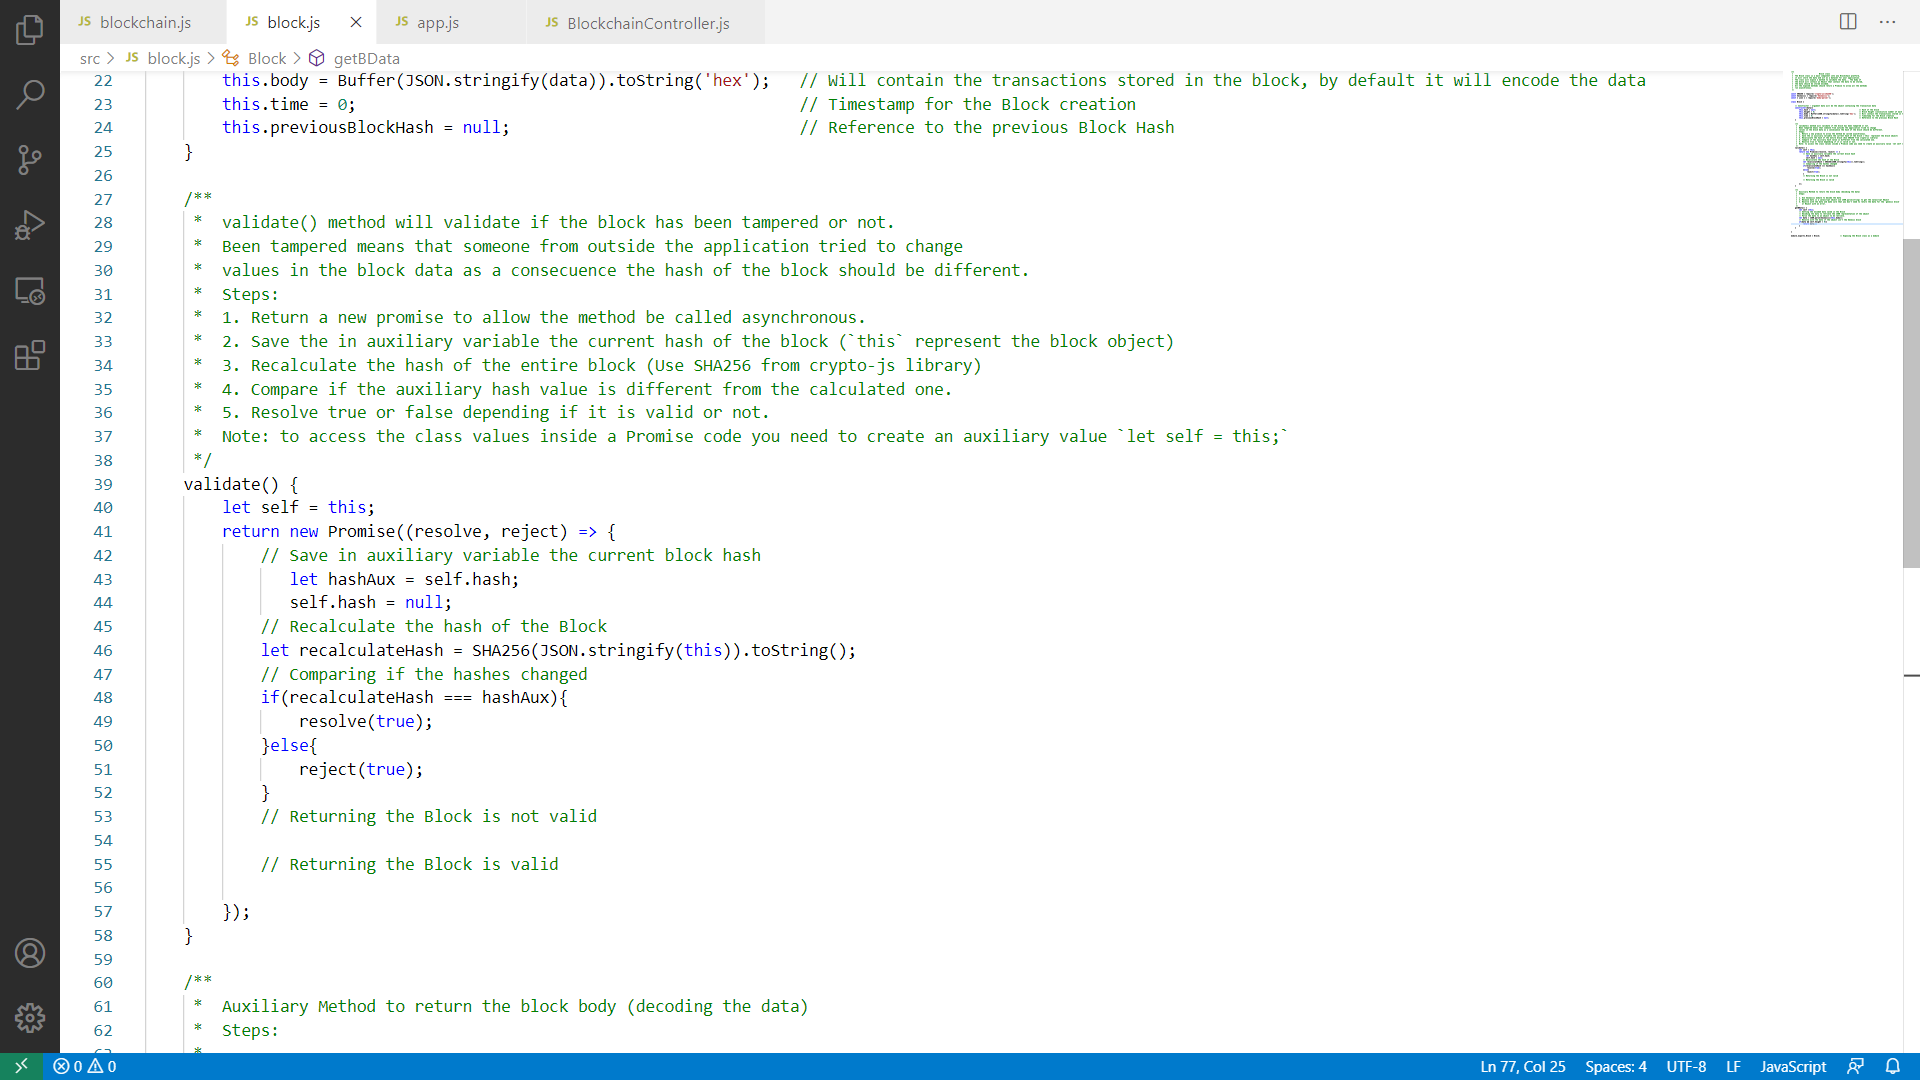 JS blockchain.js JS block.js JS app.js JS BlockchainController.js
src > JS block.js > Block > getBData
22 this.body = Buffer(JSON.stringify(data)).toString('hex'); // Will contain the transactions stored in the block, by default it will encode the data
23 this.time = 0; // Timestamp for the Block creation
24 this.previousBlockHash = null; // Reference to the previous Block Hash
25 }
26
27 /**
28 * validate() method will validate if the block has been tampered or not.
29 * Been tampered means that someone from outside the application tried to change
30 * values in the block data as a consecuence the hash of the block should be different.
31 * Steps:
32 * 1. Return a new promise to allow the method be called asynchronous.
33 * 2. Save the in auxiliary variable the current hash of the block (`this` represent the block object)
34 * 3. Recalculate the hash of the entire block (Use SHA256 from crypto-js library)
35 * 4. Compare if the auxiliary hash value is different from the calculated one.
36 * 5. Resolve true or false depending if it is valid or not.
37 * Note: to access the class values inside a Promise code you need to create an auxiliary value `let self = this;`
38 */
39 validate() {
40 let self = this;
41 return new Promise((resolve, reject) => {
42 // Save in auxiliary variable the current block hash
43 let hashAux = self.hash;
44 self.hash = null;
45 // Recalculate the hash of the Block
46 let recalculateHash = SHA256(JSON.stringify(this)).toString();
47 // Comparing if the hashes changed
48 if(recalculateHash === hashAux){
49 resolve(true);
50 }else{
51 reject(true);
52 }
53 // Returning the Block is not valid
54
55 // Returning the Block is valid
56
57 });
58 }
59
60 /**
61 * Auxiliary Method to return the block body (decoding the data)
62 * Steps:
0 0 Ln 77, Col 25 Spaces: 4 UTF-8 LF JavaScript